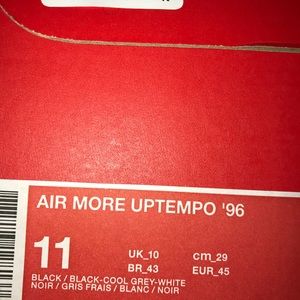 AIR MORE UPTEMPO '96
11
UK_10
cm_29
BR_43
EUR_45
BLACK / BLACK-COOL GREY-WHITE
NOIR / GRIS FRAIS / BLANC / NOIR